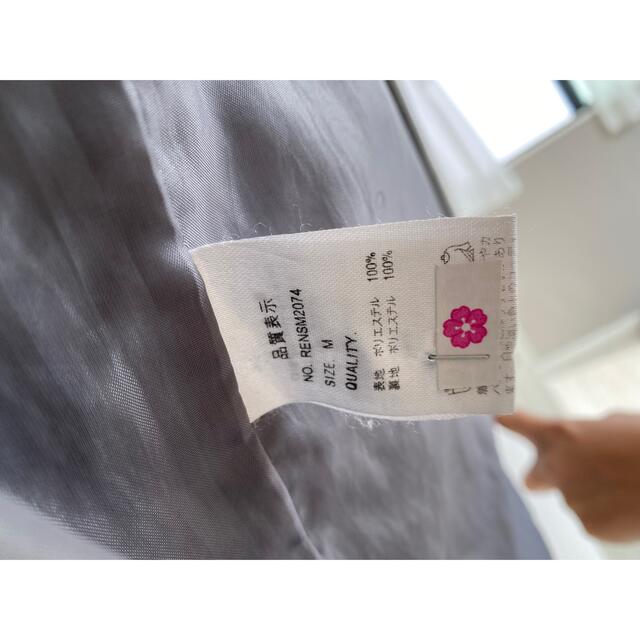 品質表示
NO. RENSM2074
SIZE. M
QUALITY.
表地 ポリエステル 100%
裏地 ポリエステル 100%